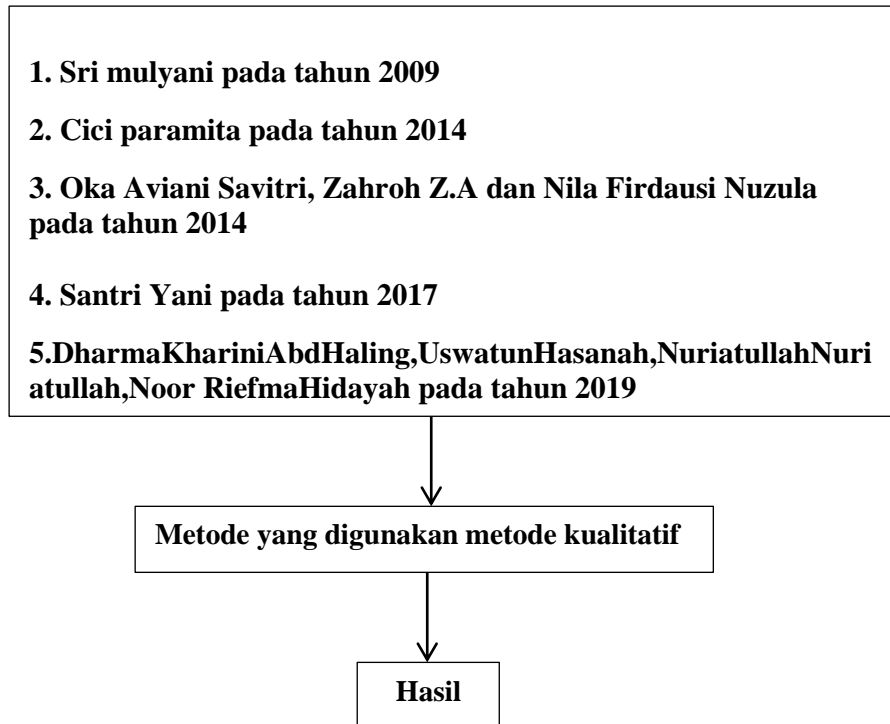 1. Sri mulyani pada tahun 2009
2. Cici paramita pada tahun 2014
3. Oka Aviani Savitri, Zahroh Z.A dan Nila Firdausi Nuzula
pada tahun 2014
4. Santri Yani pada tahun 2017
5.DharmaKhariniAbdHaling,UswatunHasanah,NuriatullahNuri
atullah,Noor RiefmaHidayah pada tahun 2019
Metode yang digunakan metode kualitatif
Hasil